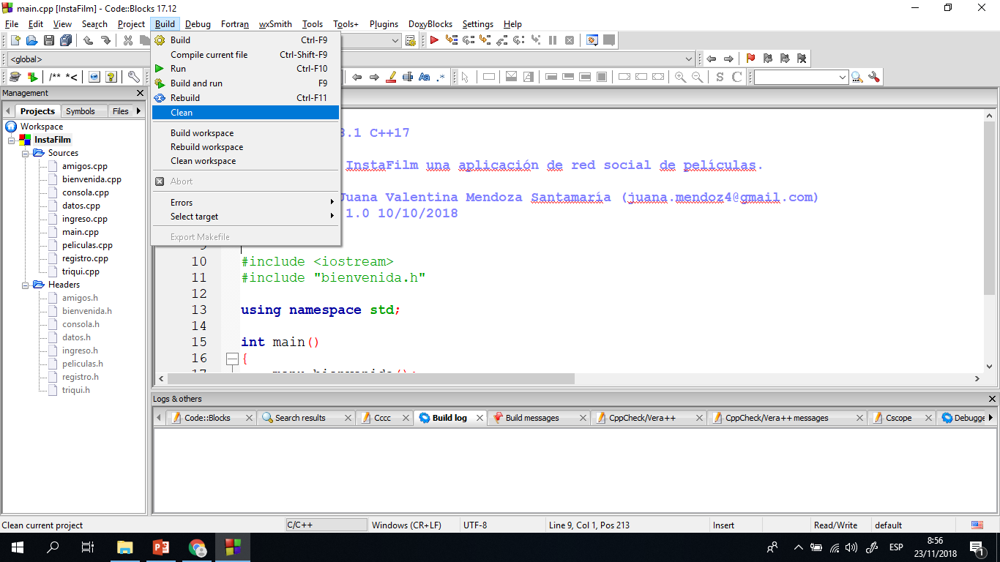 main.cpp [InstaFilm] - Code::Blocks 17.12
File Edit View Search Project Build Debug Fortran wxSmith Tools Tools+ Plugins DoxyBlocks Settings Help
Build Ctrl-F9
Compile current file Ctrl-Shift-F9
Run Ctrl-F10
Build and run F9
Rebuild Ctrl-F11
Clean
Build workspace
Rebuild workspace
Clean workspace
Abort
Errors
Select target
Export Makefile
<global>
/** *<
Aa .*
S C
Management
Projects Symbols Files
Workspace
InstaFilm
Sources
amigos.cpp
bienvenida.cpp
consola.cpp
datos.cpp
ingreso.cpp
main.cpp
peliculas.cpp
registro.cpp
triqui.cpp
Headers
amigos.h
bienvenida.h
consola.h
datos.h
ingreso.h
peliculas.h
registro.h
triqui.h
.1 C++17
InstaFilm una aplicación de red social de películas.
Juana Valentina Mendoza Santamaría (juana.mendoz4@gmail.com)
1.0 10/10/2018
9
10 #include <iostream>
11 #include "bienvenida.h"
12
13 using namespace std;
14
15 int main()
16 {
17 menu_bienvenida();
Logs & others
Code::Blocks Search results Cccc Build log Build messages CppCheck/Vera++ CppCheck/Vera++ messages Cscope Debugge
Clean current project C/C++ Windows (CR+LF) UTF-8 Line 9, Col 1, Pos 213 Insert Read/Write default
ESP 8:56
23/11/2018
1